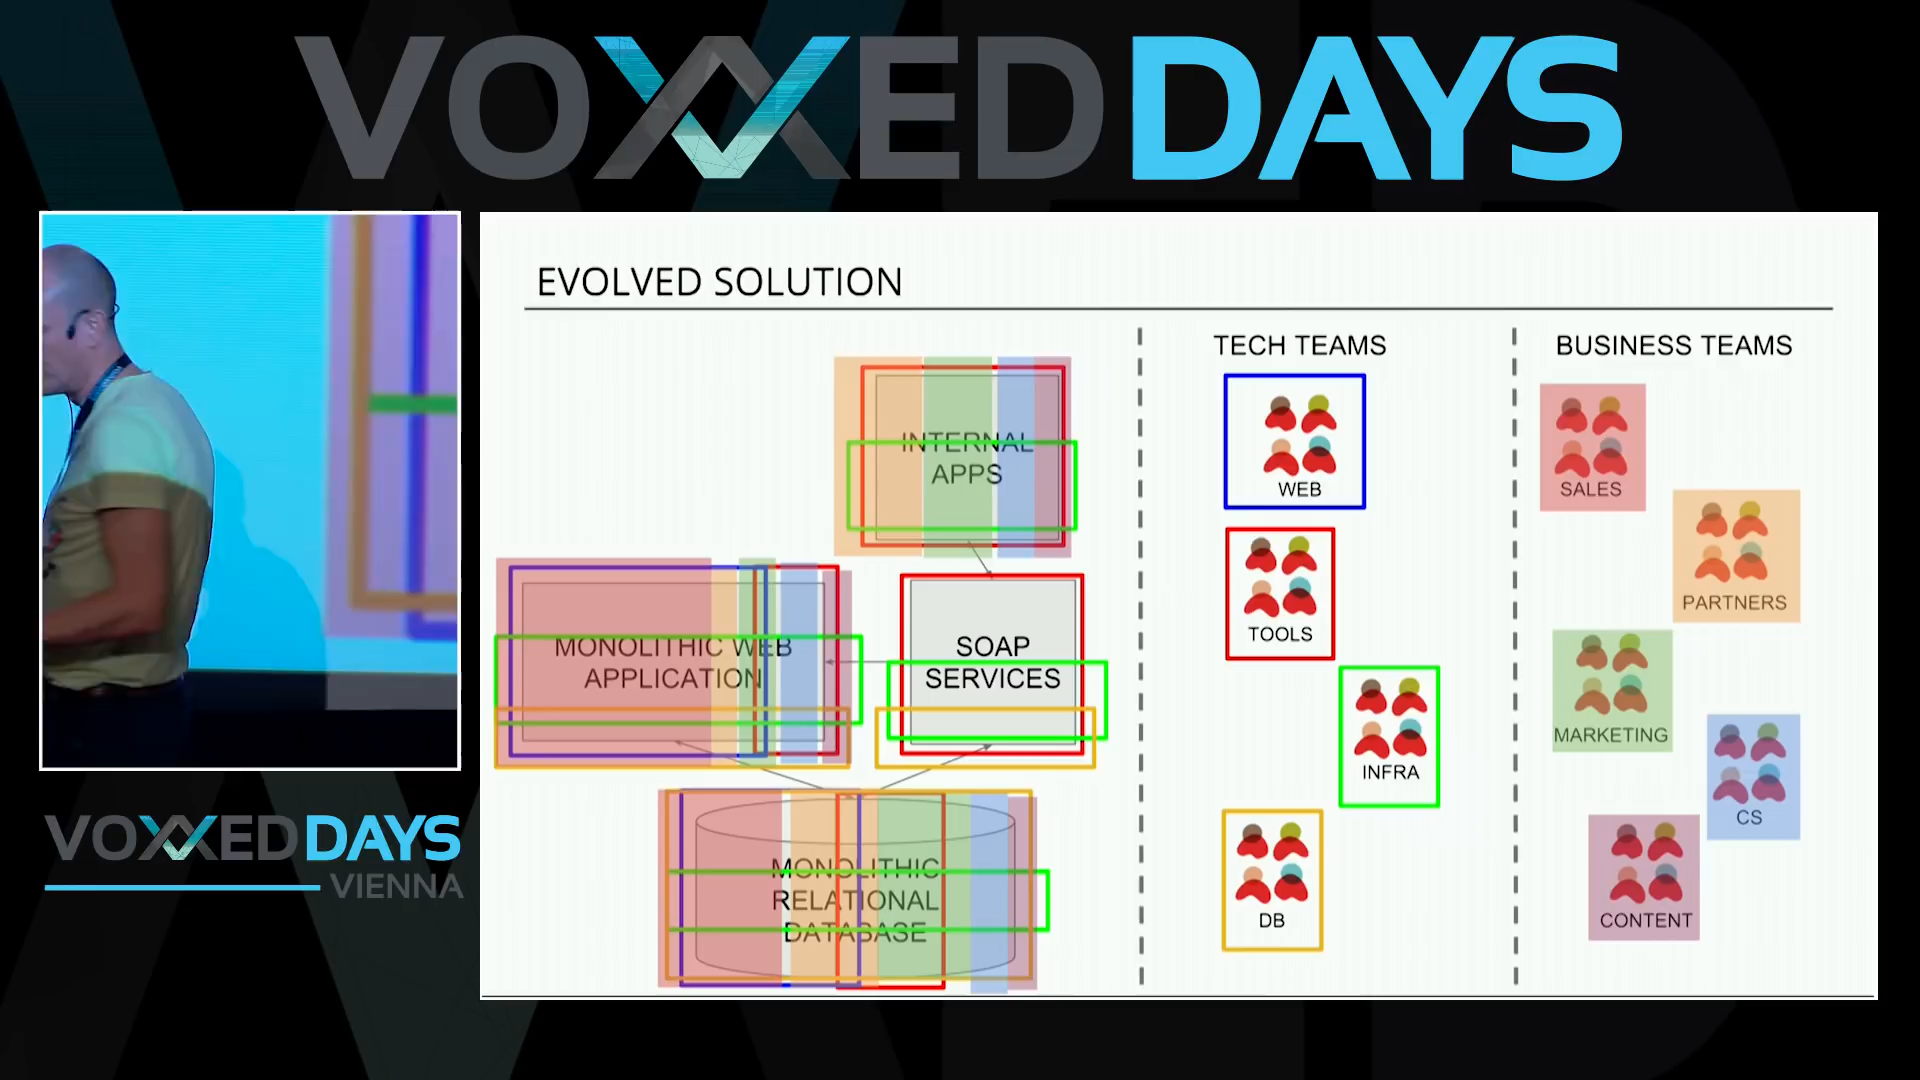 VOXXED DAYS
EVOLVED SOLUTION
TECH TEAMS
BUSINESS TEAMS
INTERNAL
APPS
WEB
SALES
PARTNERS
TOOLS
MONOLITHIC WEB
APPLICATION
SOAP
SERVICES
MARKETING
INFRA
CS
MONOLITHIC
RELATIONAL
DATABASE
DB
CONTENT
VOXXED DAYS
VIENNA